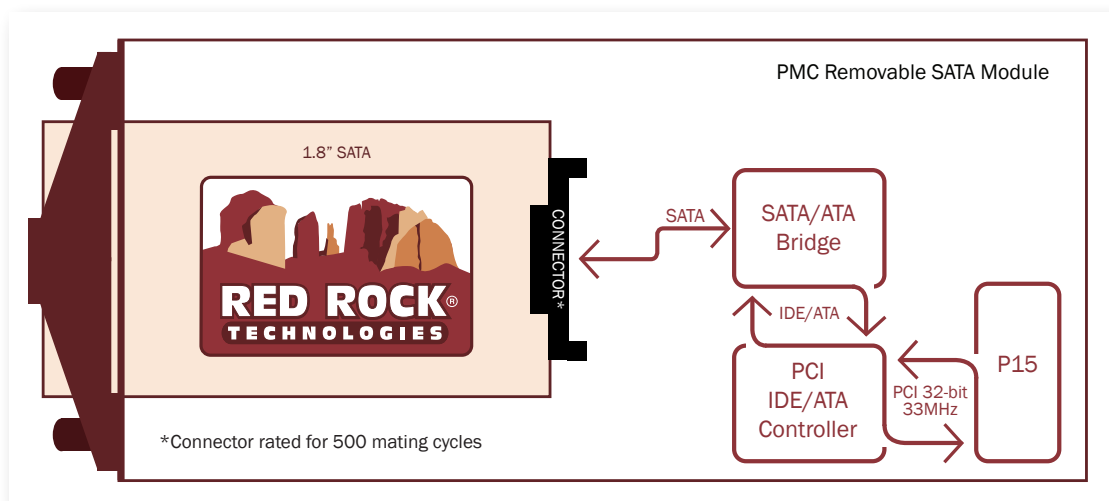 PMC Removable SATA Module
1.8” SATA
RED ROCK®
TECHNOLOGIES
CONNECTOR*
SATA
SATA/ATA
Bridge
IDE/ATA
PCI
IDE/ATA
Controller
PCI 32-bit
33MHz
P15
*Connector rated for 500 mating cycles